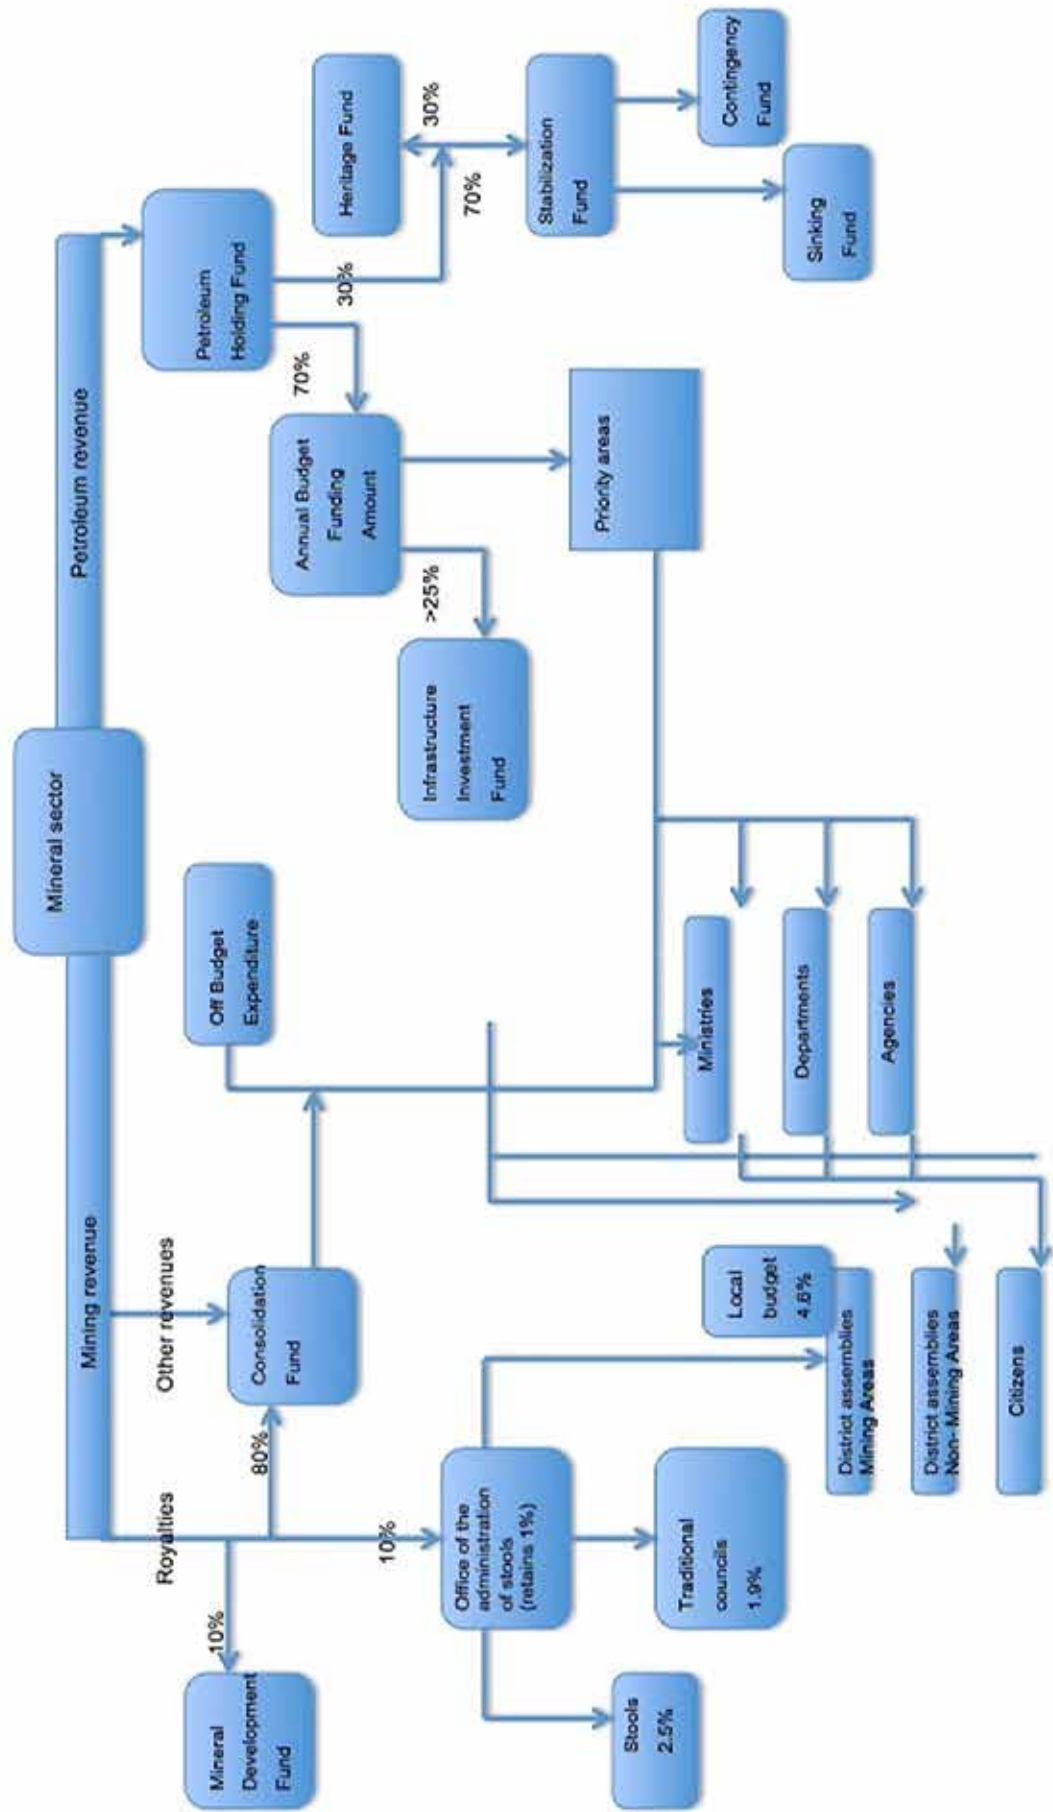 Mineral sector
Mining revenue
Petroleum revenue
Royalties
Other revenues
10%
Mineral
Development
Fund
80%
Consolidation
Fund
Off Budget
Expenditure
10%
Office of the
administration
of stools
(retains 1%)
Stools
2.5%
Traditional
councils
1.9%
Local
budget
4.6%
District assemblies
Mining Areas
District assemblies
Non- Mining Areas
Citizens
Ministries
Departments
Agencies
Petroleum
Holding Fund
70%
30%
Annual Budget
Funding
Amount
>25%
Infrastructure
Investment
Fund
Priority areas
Heritage Fund
30%
70%
Stabilization
Fund
Sinking
Fund
Contingency
Fund